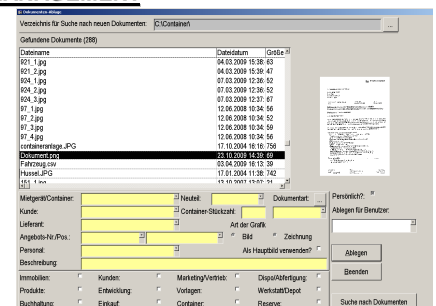 Dokumenten-Ablage
Verzeichnis für Suche nach neuen Dokumenten: C:\Container\ ...
Gefundene Dokumente (288)
Dateiname Dateidatum Größe
921_1.jpg 04.03.2009 15:38: 63
921_2.jpg 04.03.2009 15:39: 47
924_1.jpg 07.03.2009 12:36: 52
924_2.jpg 07.03.2009 12:36: 52
924_3.jpg 07.03.2009 12:37: 67
97_1.jpg 12.06.2008 10:34: 56
97_2.jpg 12.06.2008 10:34: 52
97_3.jpg 12.06.2008 10:34: 59
97_4.jpg 12.06.2008 10:34: 56
containeranlage.JPG 17.10.2004 16:16: 756
Dokument.png 23.10.2009 14:39: 69
Fahrzeug.csv 03.04.2009 16:13: 39
Hussel.JPG 17.01.2004 11:38: 742
Mietgerät/Container: Neuteil: Dokumentart: ... Persönlich?:
Kunde: Container-Stückzahl: Ablegen für Benutzer:
Lieferant: Art der Grafik
Angebots-Nr./Pos.: Bild Zeichnung
Personal: Als Hauptbild verwenden? Ablegen
Beschreibung: Beenden
Immobilien: Kunden: Marketing/Vertrieb: Dispo/Abfertigung:
Produkte: Entwicklung: Vorlagen: Werkstatt/Depot
Buchhaltung: Einkauf: Container: Reserve: Suche nach Dokumenten